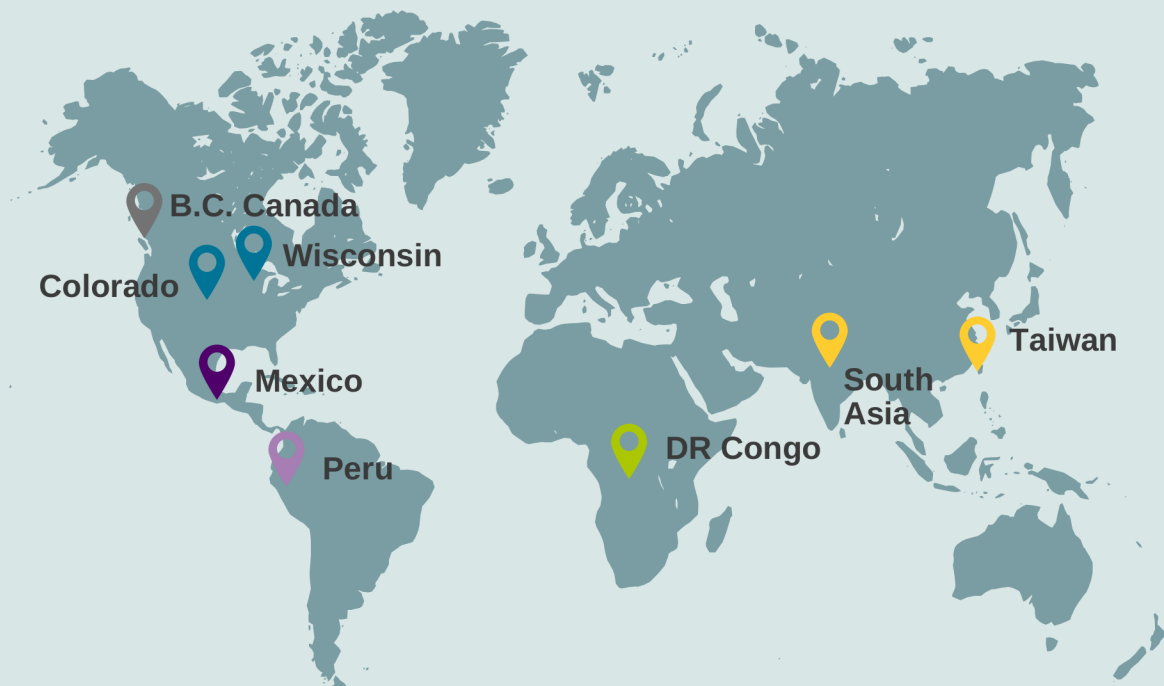 B.C. Canada
Wisconsin
Colorado
Taiwan
Mexico
South
Asia
DR Congo
Peru